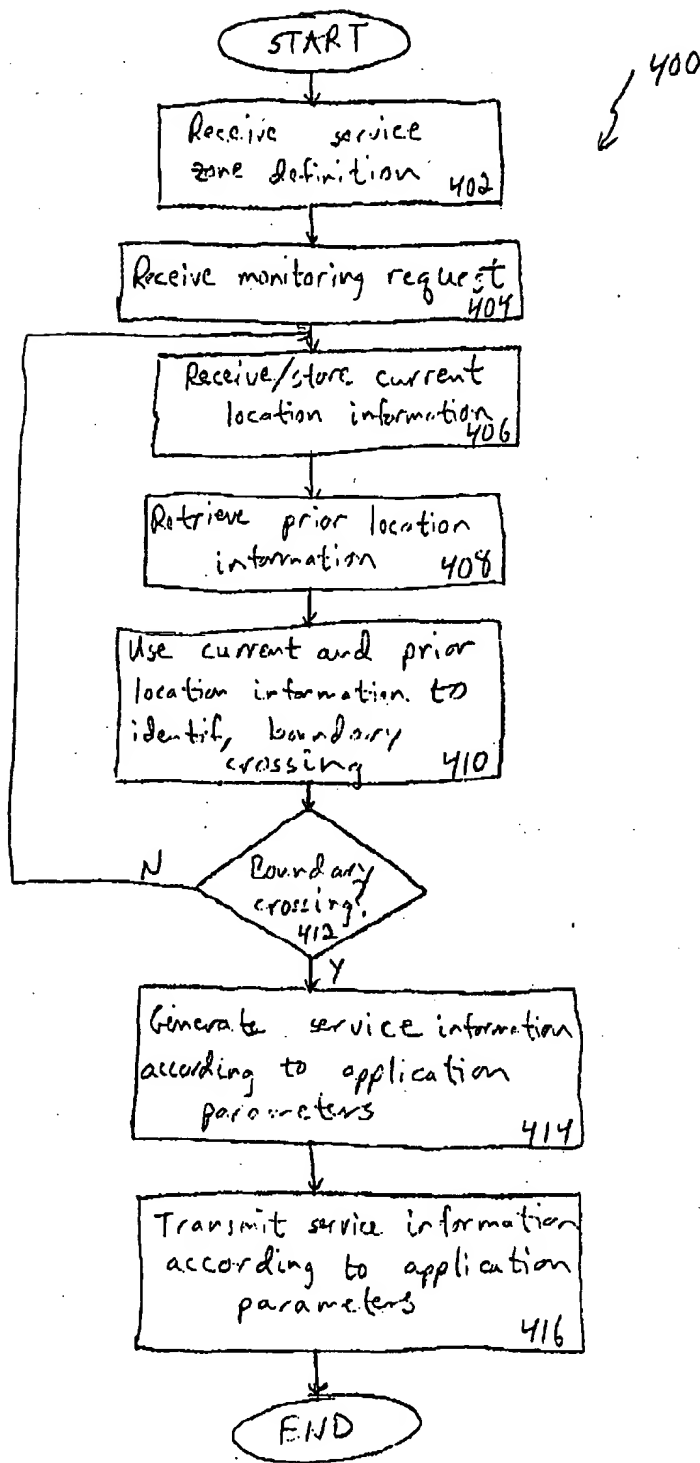 START
400
Receive service
zone definition
402
Receive monitoring request
404
Receive/store current
location information
406
Retrieve prior location
information 408
Use current and prior
location information to
identify boundary
crossing 410
N
Boundary
crossing?
412
Y
Generate service information
according to application
parameters
414
Transmit service information
according to application
parameters
416
END